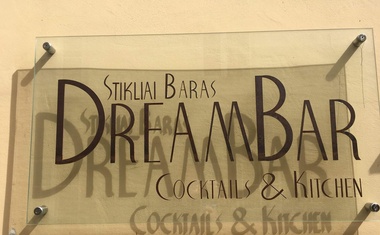 Stikliai Baras
DreamBar
Cocktails & Kitchen